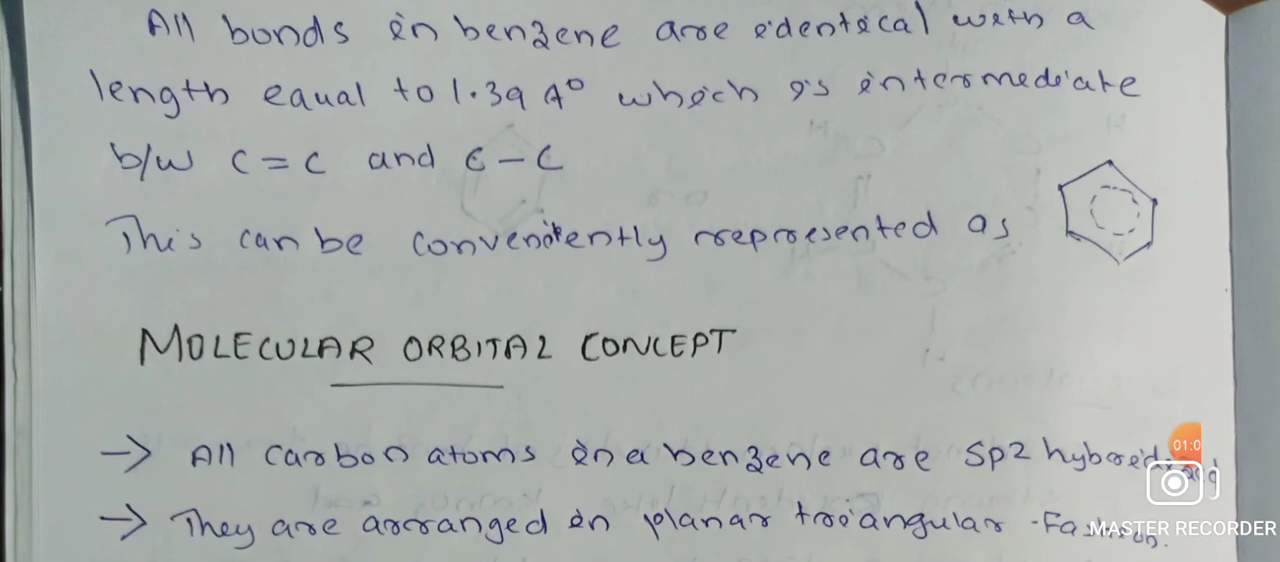 All bonds in benzene are identical with a
length equal to 1.39 A° which is intermediate
b/w C = C and C - C
This can be convenitently represented as
MOLECULAR ORBITAL CONCEPT
→ All carbon atoms in a benzene are sp2 hybridized
→ They are arranged in planar triangular -Fashion.
01:0
MASTER RECORDER